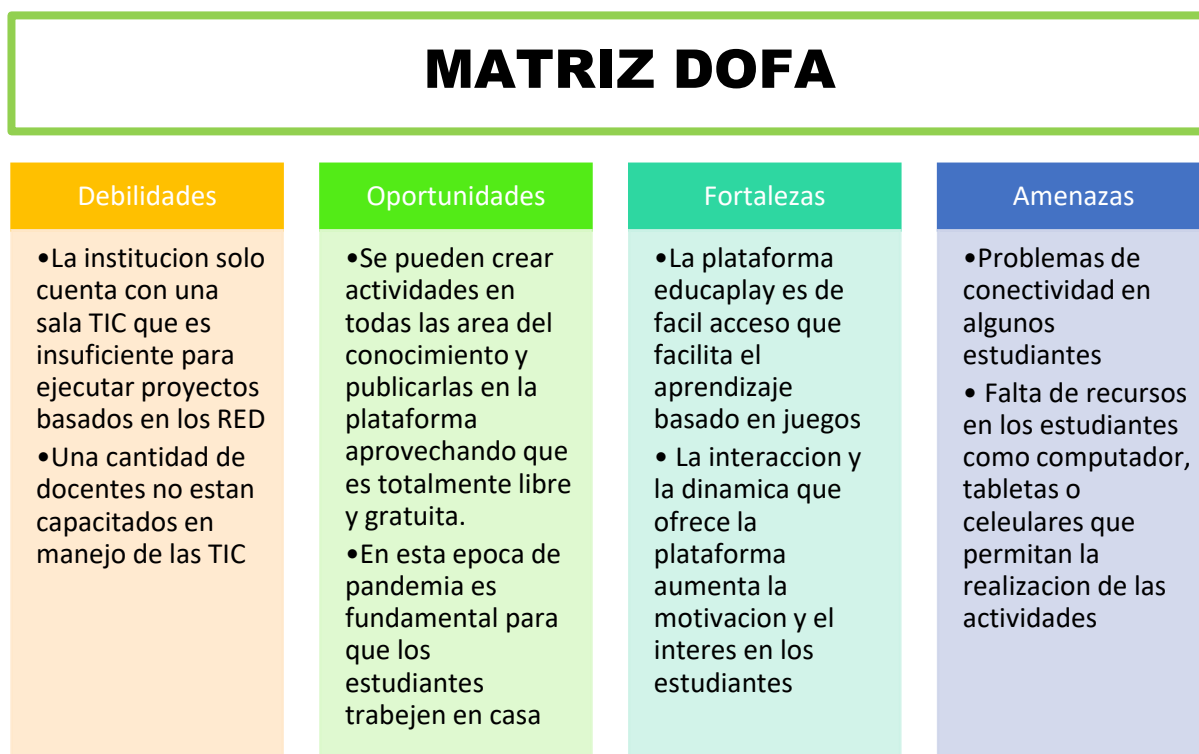 MATRIZ DOFA
Debilidades
•La institucion solo
cuenta con una
sala TIC que es
insuficiente para
ejecutar proyectos
basados en los RED
•Una cantidad de
docentes no estan
capacitados en
manejo de las TIC
Oportunidades
•Se pueden crear
actividades en
todas las area del
conocimiento y
publicarlas en la
plataforma
aprovechando que
es totalmente libre
y gratuita.
•En esta epoca de
pandemia es
fundamental para
que los
estudiantes
trabejen en casa
Fortalezas
•La plataforma
educaplay es de
facil acceso que
facilita el
aprendizaje
basado en juegos
• La interaccion y
la dinamica que
ofrece la
plataforma
aumenta la
motivacion y el
interes en los
estudiantes
Amenazas
•Problemas de
conectividad en
algunos
estudiantes
• Falta de recursos
en los estudiantes
como computador,
tabletas o
celeulares que
permitan la
realizacion de las
actividades